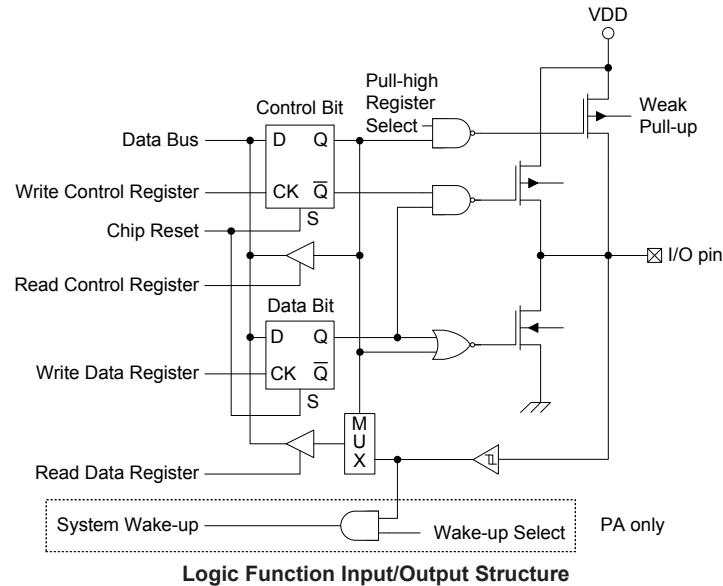 VDD
Pull-high
Register
Select
Control Bit
Weak
Pull-up
Data Bus
D Q
Write Control Register
CK Q̅
Chip Reset
S
I/O pin
Read Control Register
Data Bit
D Q
Write Data Register
CK Q̅
S
M
U
X
Read Data Register
System Wake-up
Wake-up Select
PA only
Logic Function Input/Output Structure